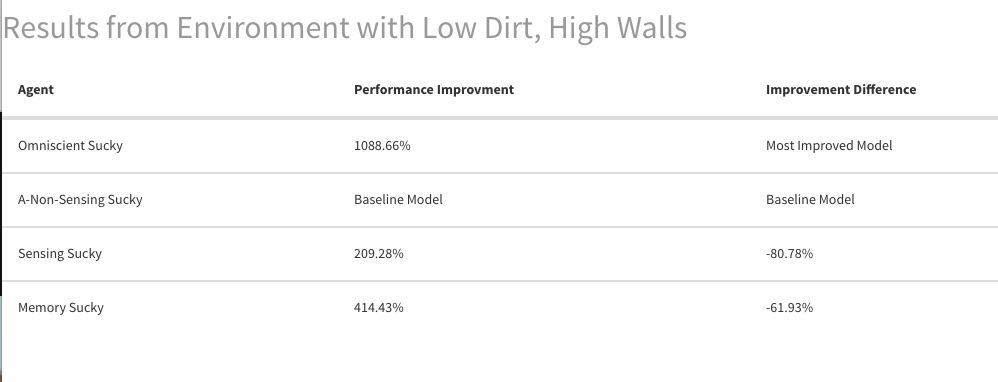 Results from Environment with Low Dirt, High Walls
Agent Performance Improvment Improvement Difference
Omniscient Sucky 1088.66% Most Improved Model
A-Non-Sensing Sucky Baseline Model Baseline Model
Sensing Sucky 209.28% -80.78%
Memory Sucky 414.43% -61.93%